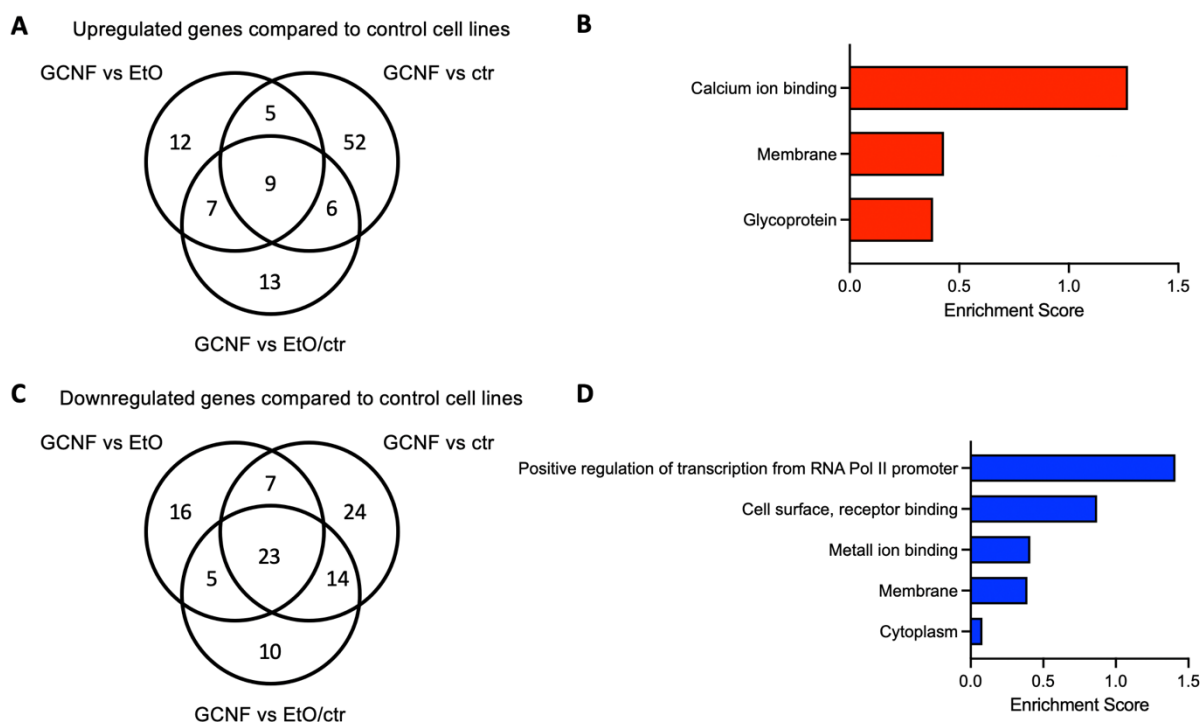 A
Upregulated genes compared to control cell lines
GCNF vs EtO
GCNF vs ctr
5
12
52
9
7
6
13
GCNF vs EtO/ctr
B
Calcium ion binding
Membrane
Glycoprotein
0.0 0.5 1.0 1.5
Enrichment Score
C
Downregulated genes compared to control cell lines
GCNF vs EtO
GCNF vs ctr
7
16
24
23
5
14
10
GCNF vs EtO/ctr
D
Positive regulation of transcription from RNA Pol II promoter
Cell surface, receptor binding
Metall ion binding
Membrane
Cytoplasm
0.0 0.5 1.0 1.5
Enrichment Score